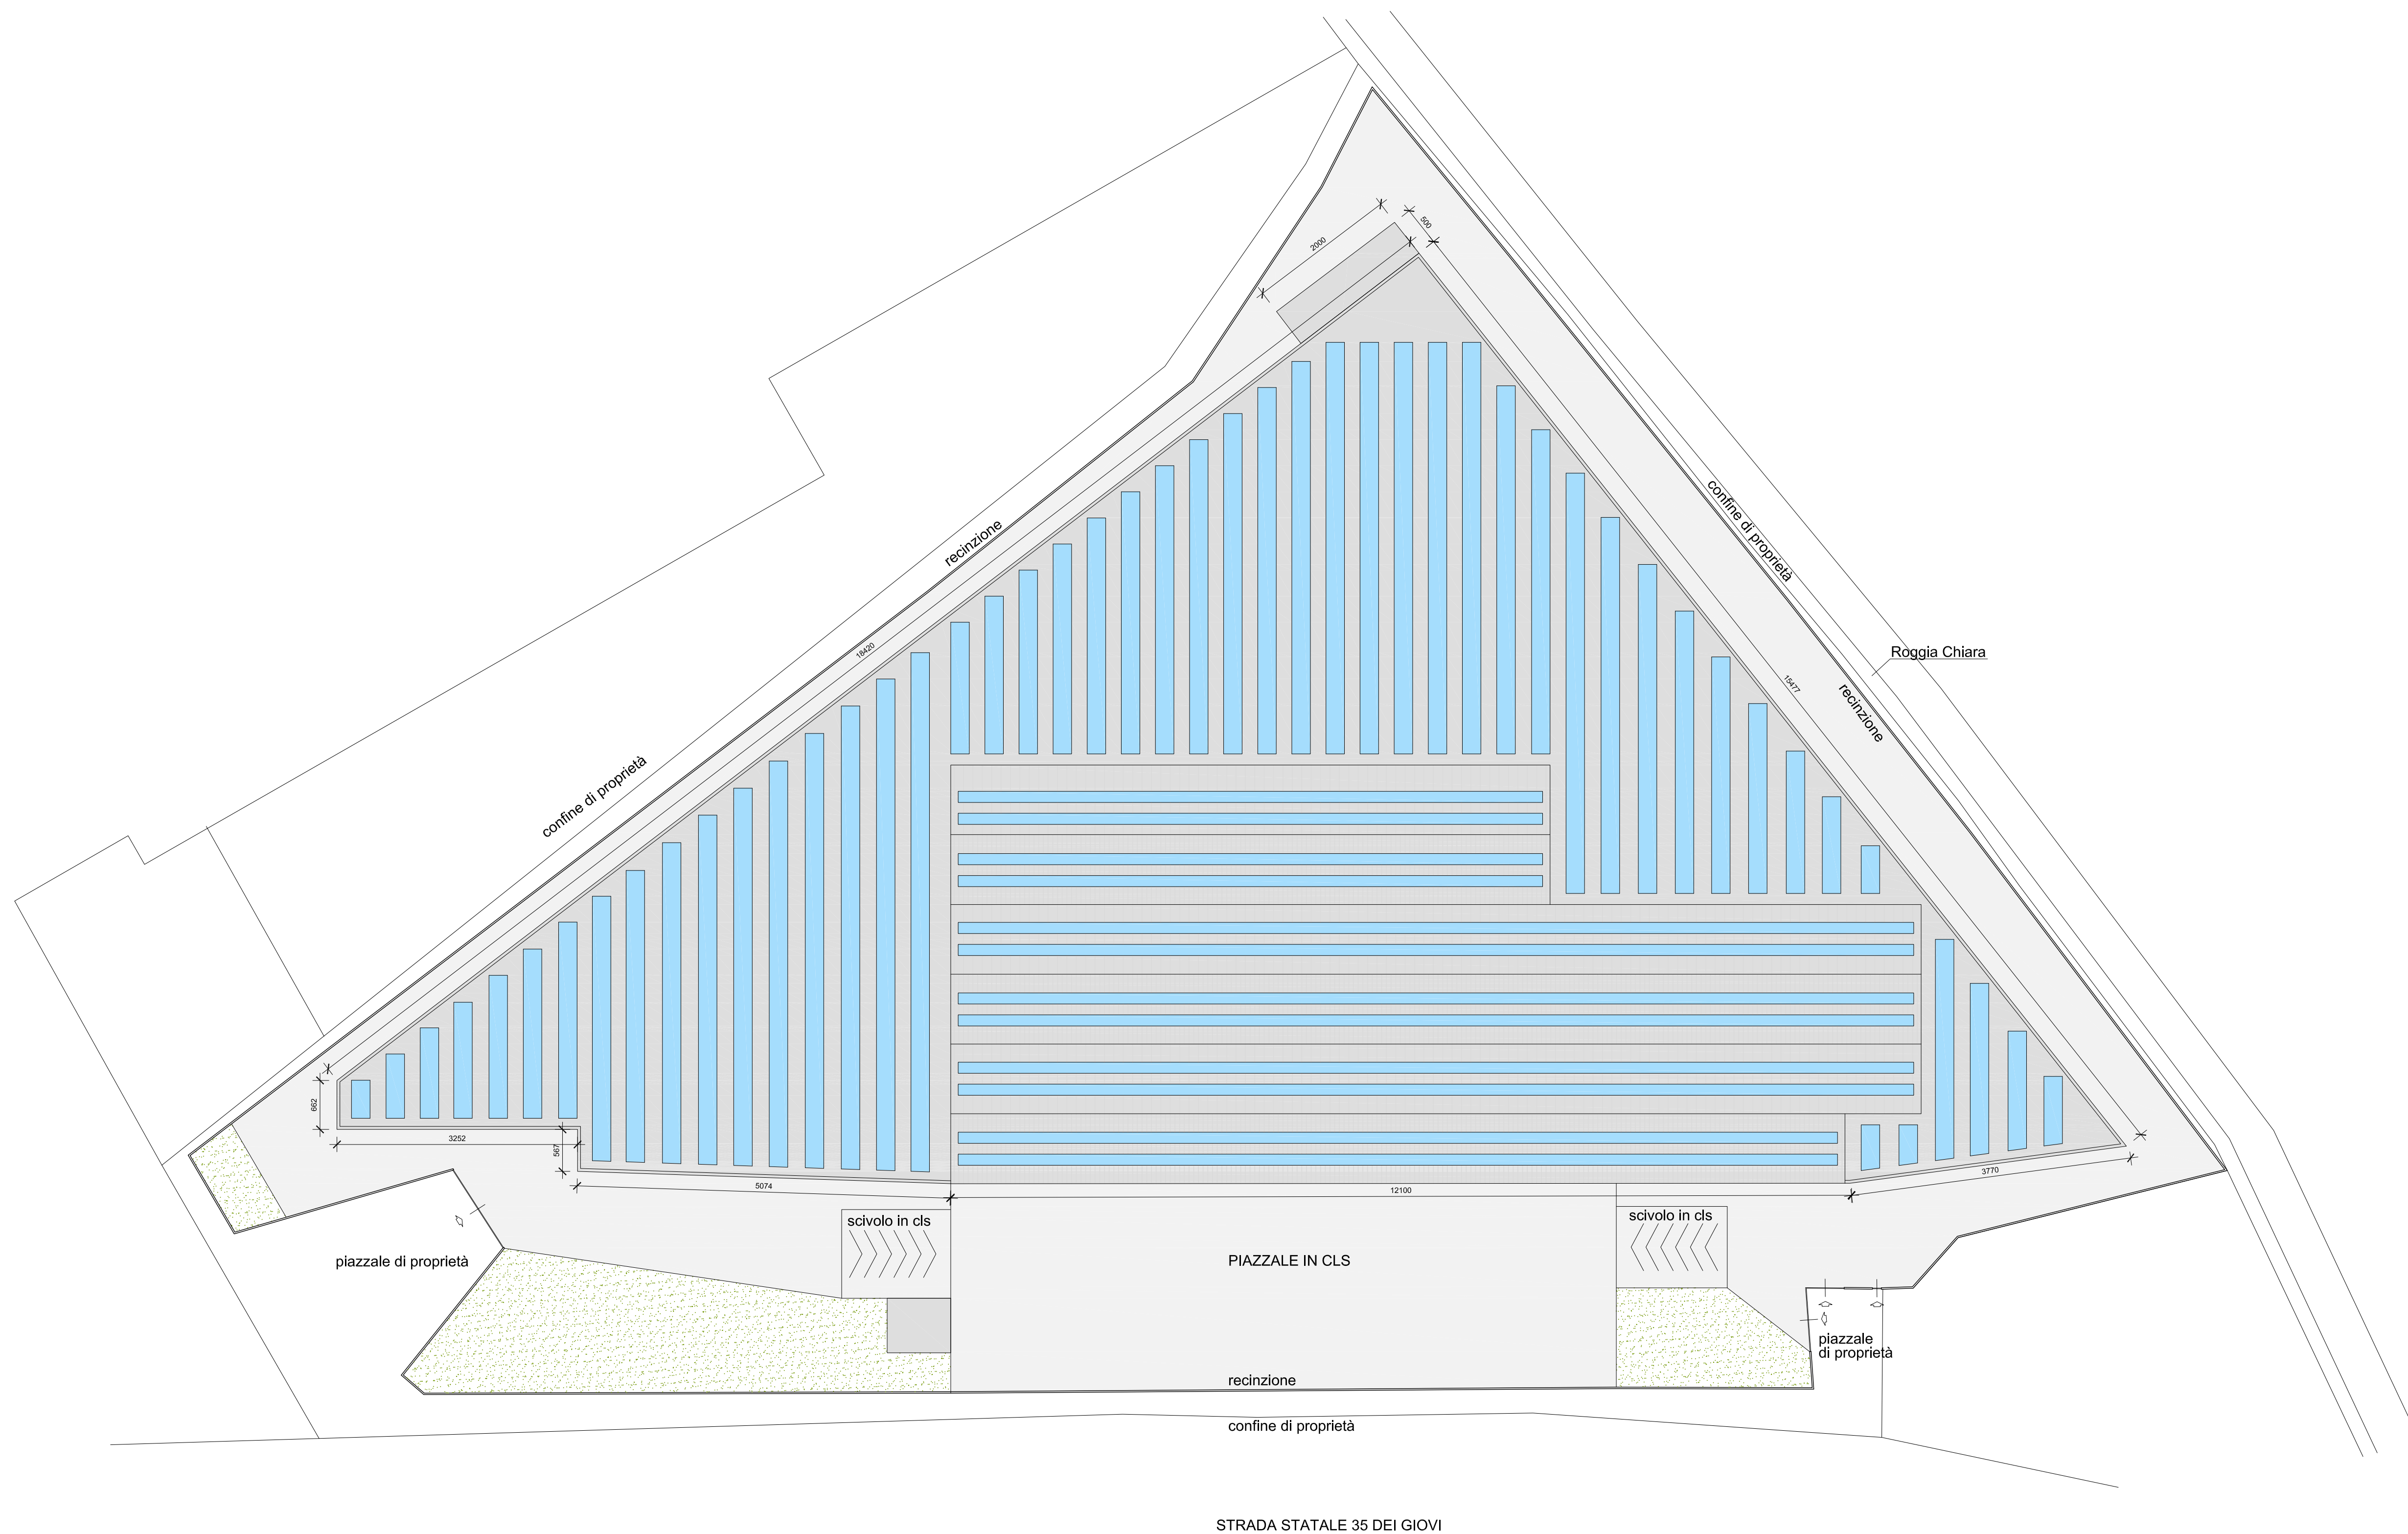 500
2000
confine di proprietà
recinzione
18420
Roggia Chiara
15477
recinzione
confine di proprietà
662
3252
567
3770
5074
12100
scivolo in cls
scivolo in cls
piazzale di proprietà
PIAZZALE IN CLS
piazzale
di proprietà
recinzione
confine di proprietà
STRADA STATALE 35 DEI GIOVI